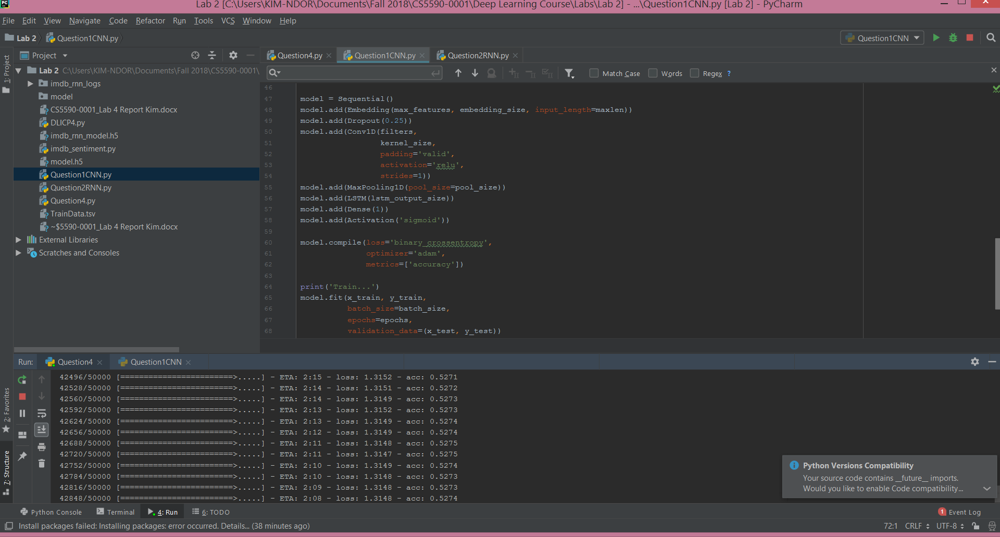 PC
Lab 2 [C:\Users\KIM-NDOR\Documents\Fall 2018\CS5590-0001\Deep Learning Course\Labs\Lab 2] - ...\Question1CNN.py [Lab 2] - PyCharm
File Edit View Navigate Code Refactor Run Tools VCS Window Help
Lab 2 Question1CNN.py
Question1CNN
1: Project
Project
Lab 2 C:\Users\KIM-NDOR\Documents\Fall 2018\CS5590-0001\
imdb_rnn_logs
model
CS5590-0001_Lab 4 Report Kim.docx
DLICP4.py
imdb_rnn_model.h5
imdb_sentiment.py
model.h5
Question1CNN.py
Question2RNN.py
Question4.py
TrainData.tsv
~$5590-0001_Lab 4 Report Kim.docx
External Libraries
Scratches and Consoles
Question4.py Question1CNN.py Question2RNN.py
Match Case Words Regex ?
46
47 model = Sequential()
48 model.add(Embedding(max_features, embedding_size, input_length=maxlen))
49 model.add(Dropout(0.25))
50 model.add(Conv1D(filters,
51 kernel_size,
52 padding='valid',
53 activation='relu',
54 strides=1))
55 model.add(MaxPooling1D(pool_size=pool_size))
56 model.add(LSTM(lstm_output_size))
57 model.add(Dense(1))
58 model.add(Activation('sigmoid'))
59
60 model.compile(loss='binary_crossentropy',
61 optimizer='adam',
62 metrics=['accuracy'])
63
64 print('Train...')
65 model.fit(x_train, y_train,
66 batch_size=batch_size,
67 epochs=epochs,
68 validation_data=(x_test, y_test))
Run: Question4 Question1CNN
42496/50000 [========================>.....] - ETA: 2:15 - loss: 1.3152 - acc: 0.5271
42528/50000 [========================>.....] - ETA: 2:14 - loss: 1.3151 - acc: 0.5272
42560/50000 [========================>.....] - ETA: 2:14 - loss: 1.3149 - acc: 0.5273
42592/50000 [========================>.....] - ETA: 2:13 - loss: 1.3152 - acc: 0.5273
42624/50000 [========================>.....] - ETA: 2:13 - loss: 1.3149 - acc: 0.5274
42656/50000 [========================>.....] - ETA: 2:12 - loss: 1.3149 - acc: 0.5274
42688/50000 [========================>.....] - ETA: 2:11 - loss: 1.3148 - acc: 0.5275
42720/50000 [========================>.....] - ETA: 2:11 - loss: 1.3147 - acc: 0.5275
42752/50000 [========================>.....] - ETA: 2:10 - loss: 1.3149 - acc: 0.5274
42784/50000 [========================>.....] - ETA: 2:10 - loss: 1.3148 - acc: 0.5273
42816/50000 [========================>.....] - ETA: 2:09 - loss: 1.3148 - acc: 0.5273
42848/50000 [========================>.....] - ETA: 2:08 - loss: 1.3148 - acc: 0.5274
2: Favorites
7: Structure
Python Versions Compatibility
Your source code contains __future__ imports.
Would you like to enable Code compatibility...
Python Console Terminal 4: Run 6: TODO
1 Event Log
Install packages failed: Installing packages: error occurred. Details... (38 minutes ago)
72:1 CRLF UTF-8